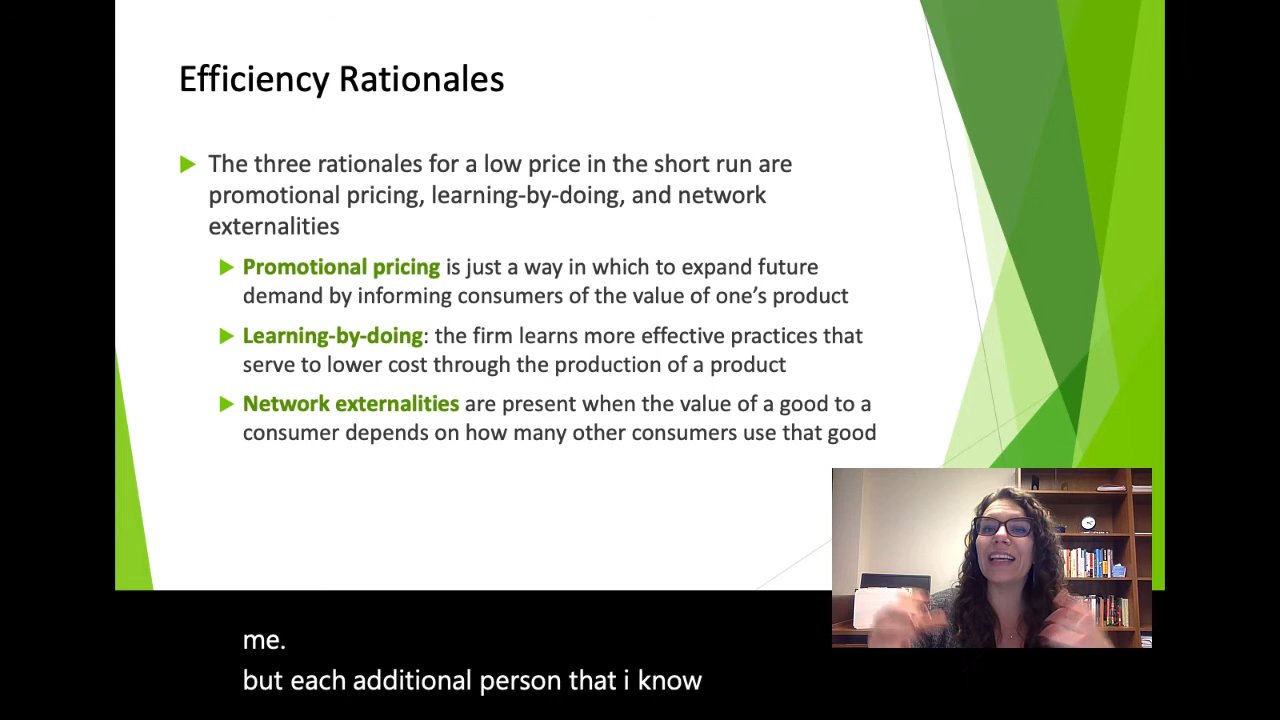 Efficiency Rationales
The three rationales for a low price in the short run are
promotional pricing, learning-by-doing, and network
externalities
Promotional pricing is just a way in which to expand future
demand by informing consumers of the value of one’s product
Learning-by-doing: the firm learns more effective practices that
serve to lower cost through the production of a product
Network externalities are present when the value of a good to a
consumer depends on how many other consumers use that good
me.
but each additional person that i know